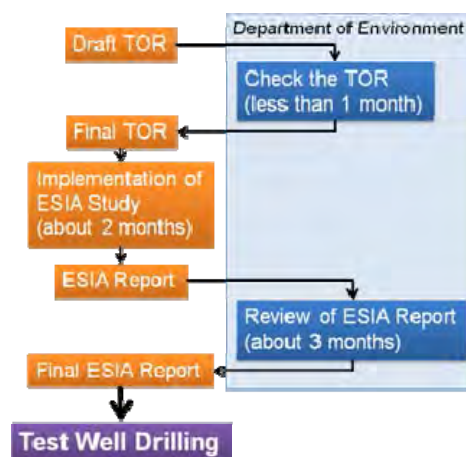 Department of Environment
Draft TOR
Check the TOR
(less than 1 month)
Final TOR
Implementation of
ESIA Study
(about 2 months)
ESIA Report
Review of ESIA Report
(about 3 months)
Final ESIA Report
Test Well Drilling